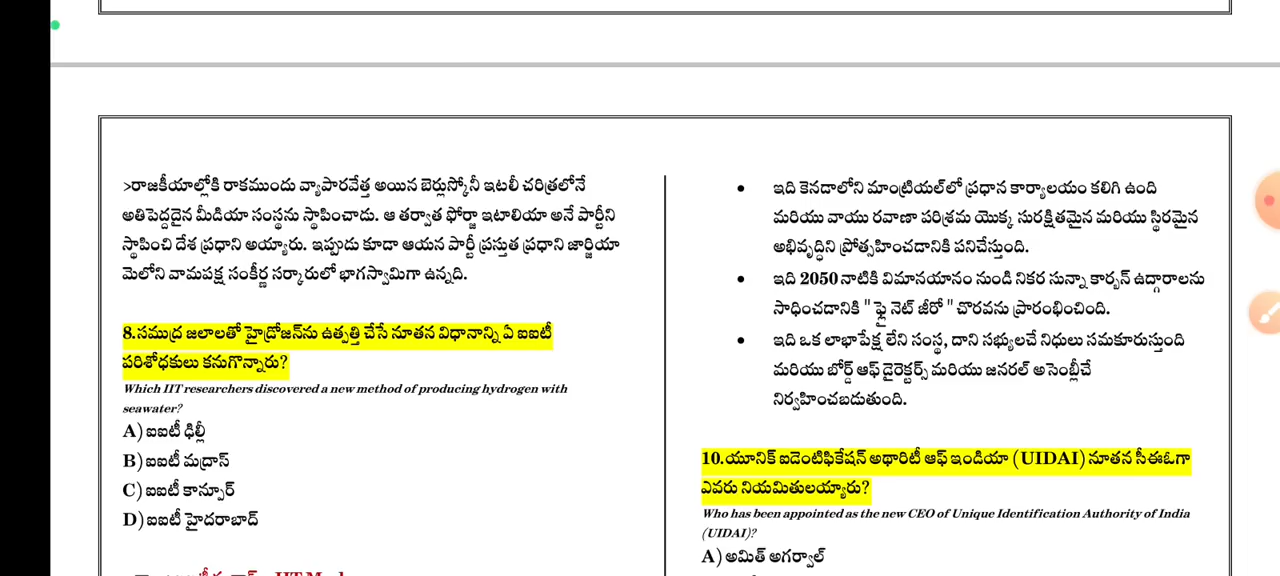 >రాజకీయాల్లోకి రాకముందు వ్యాపారవేత్త అయిన బెర్లుస్కోనీ ఇటలీ చరిత్రలోనే
అతిపెద్దదైన మీడియా సంస్థను స్థాపించాడు. ఆ తర్వాత ఫోర్జా ఇటాలియా అనే పార్టీని
స్థాపించి దేశ ప్రధాని అయ్యారు. ఇప్పుడు కూడా ఆయన పార్టీ ప్రస్తుత ప్రధాని జార్జియా
మెలోని వామపక్ష సంకీర్ణ సర్కారులో భాగస్వామిగా ఉన్నది.
8.సముద్ర జలాలతో హైడ్రోజన్‌ను ఉత్పత్తి చేసే నూతన విధానాన్ని ఏ ఐఐటీ
పరిశోధకులు కనుగొన్నారు?
Which IIT researchers discovered a new method of producing hydrogen with
seawater?
A) ఐఐటీ ఢిల్లీ
B) ఐఐటీ మద్రాస్
C) ఐఐటీ కాన్పూర్
D) ఐఐటీ హైదరాబాద్
• ఇది కెనడాలోని మాంట్రియల్‌లో ప్రధాన కార్యాలయం కలిగి ఉంది
మరియు వాయు రవాణా పరిశ్రమ యొక్క సురక్షితమైన మరియు స్థిరమైన
అభివృద్ధిని ప్రోత్సహించడానికి పనిచేస్తుంది.
• ఇది 2050 నాటికి విమానయానం నుండి నికర సున్నా కార్బన్ ఉద్గారాలను
సాధించడానికి "ఫ్లై నెట్ జీరో" చొరవను ప్రారంభించింది.
• ఇది ఒక లాభాపేక్ష లేని సంస్థ, దాని సభ్యులచే నిధులు సమకూరుస్తుంది
మరియు బోర్డ్ ఆఫ్ డైరెక్టర్స్ మరియు జనరల్ అసెంబ్లీచే
నిర్వహించబడుతుంది.
10.యూనిక్ ఐడెంటిఫికేషన్ అథారిటీ ఆఫ్ ఇండియా (UIDAI) నూతన సీఈఓగా
ఎవరు నియమితులయ్యారు?
Who has been appointed as the new CEO of Unique Identification Authority of India
(UIDAI)?
A) అమిత్ అగర్వాల్